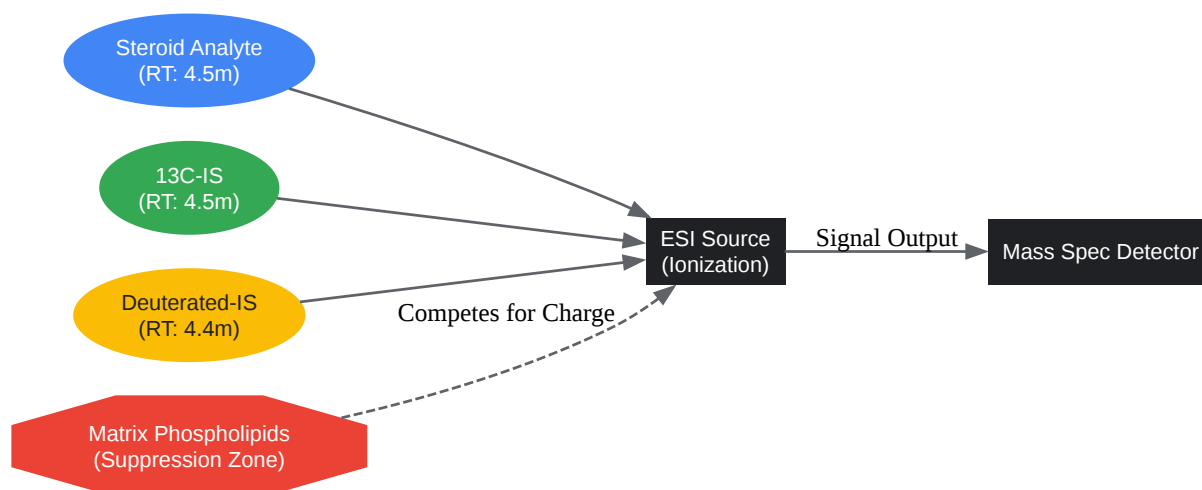 Steroid Analyte
(RT: 4.5m)
13C-IS
(RT: 4.5m)
Deuterated-IS
(RT: 4.4m)
Matrix Phospholipids
(Suppression Zone)
Competes for Charge
ESI Source
(Ionization)
Signal Output
Mass Spec Detector